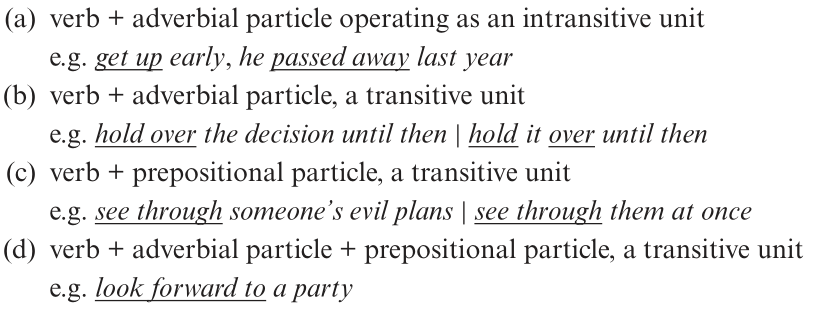 (a) verb + adverbial particle operating as an intransitive unit
e.g. get up early, he passed away last year
(b) verb + adverbial particle, a transitive unit
e.g. hold over the decision until then | hold it over until then
(c) verb + prepositional particle, a transitive unit
e.g. see through someone’s evil plans | see through them at once
(d) verb + adverbial particle + prepositional particle, a transitive unit
e.g. look forward to a party